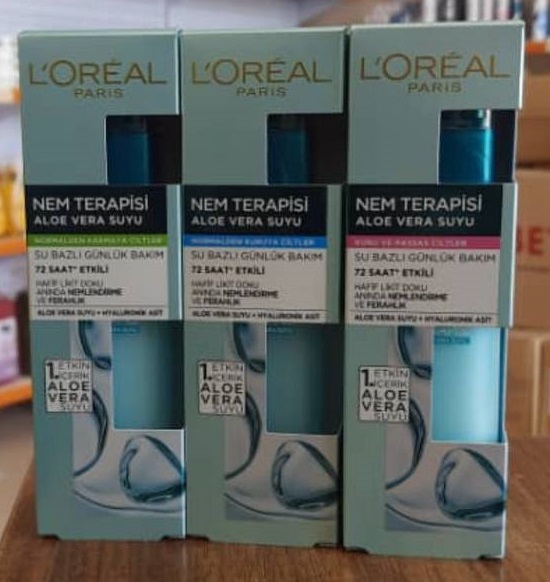 L'ORÉAL
PARIS
NEM TERAPİSİ
ALOE VERA SUYU
NORMALDEN KARMAYA CİLTLER
SU BAZLI GÜNLÜK BAKIM
72 SAAT* ETKİLİ
HAFİF LİKİT DOKU
ANINDA NEMLENDİRME
VE FERAHLIK
ALOE VERA SUYU + HYALURONİK ASİT
1. ETKİN
İÇERİK
ALOE
VERA
SUYU
L'ORÉAL
PARIS
NEM TERAPİSİ
ALOE VERA SUYU
NORMALDEN KURUYA CİLTLER
SU BAZLI GÜNLÜK BAKIM
72 SAAT* ETKİLİ
HAFİF LİKİT DOKU
ANINDA NEMLENDİRME
VE FERAHLIK
ALOE VERA SUYU + HYALURONİK ASİT
1. ETKİN
İÇERİK
ALOE
VERA
SUYU
L'ORÉAL
PARIS
NEM TERAPİSİ
ALOE VERA SUYU
KURU VE HASSAS CİLTLER
SU BAZLI GÜNLÜK BAKIM
72 SAAT* ETKİLİ
HAFİF LİKİT DOKU
ANINDA NEMLENDİRME
VE FERAHLIK
ALOE VERA SUYU + HYALURONİK ASİT
1. ETKİN
İÇERİK
ALOE
VERA
SUYU